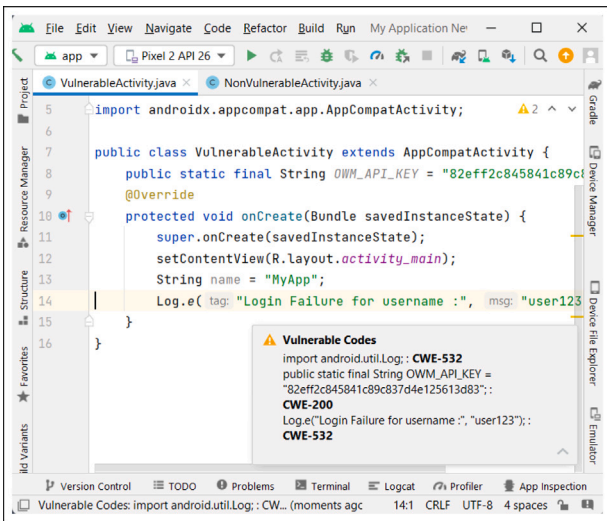 File Edit View Navigate Code Refactor Build Run My Application Ne
app Pixel 2 API 26
VulnerableActivity.java NonVulnerableActivity.java
Project
Resource Manager
Structure
Favorites
ild Variants
5 import androidx.appcompat.app.AppCompatActivity; 2
6
7 public class VulnerableActivity extends AppCompatActivity {
8 public static final String OWM_API_KEY = "82eff2c845841c89c8
9 @Override
10 protected void onCreate(Bundle savedInstanceState) {
11 super.onCreate(savedInstanceState);
12 setContentView(R.layout.activity_main);
13 String name = "MyApp";
14 Log.e( tag: "Login Failure for username :", msg: "user123
15 }
16 }
Vulnerable Codes
import android.util.Log; : CWE-532
public static final String OWM_API_KEY =
"82eff2c845841c89c837d4e125613d83"; :
CWE-200
Log.e("Login Failure for username :", "user123"); :
CWE-532
Gradle
Device Manager
Device File Explorer
Emulator
Version Control TODO Problems Terminal Logcat Profiler App Inspection
Vulnerable Codes: import android.util.Log; : CW... (moments agc 14:1 CRLF UTF-8 4 spaces